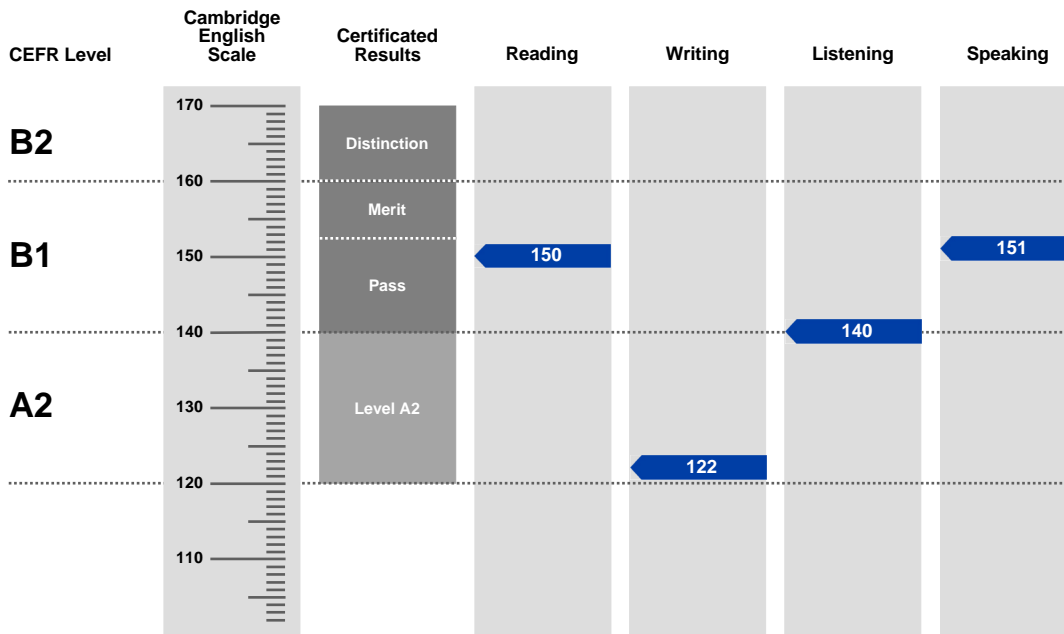 CEFR Level
Cambridge
English
Scale
Certificated
Results
Reading
Writing
Listening
Speaking
170
B2
Distinction
160
Merit
B1
150
150
151
Pass
140
140
A2
130
Level A2
122
120
110